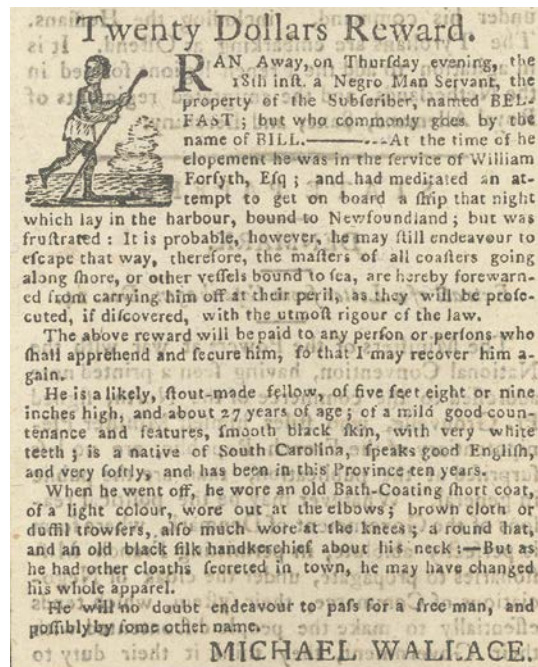 Twenty Dollars Reward.
RAN Away, on Thurſday evening, the
18th inſt. a Negro Man Servant, the
property of the Subſcriber, named BEL-
FAST; but who commonly goes by the
name of BILL.—————At the time of he
elopement he was in the ſervice of William
Forſyth, Eſq; and had meditated an at-
tempt to get on board a ſhip that night
which lay in the harbour, bound to Newfoundland; but was
fruſtrated: It is probable, however, he may ſtill endeavour to
eſcape that way, therefore, the maſters of all coaſters going
along ſhore, or other veſſels bound to ſea, are hereby forewarn-
ed from carrying him off at their peril, as they will be proſe-
cuted, if diſcovered, with the utmoſt rigour of the law.
The above reward will be paid to any perſon or perſons who
ſhall apprehend and ſecure him, ſo that I may recover him a-
gain.
He is a likely, ſtout-made fellow, of five feet eight or nine
inches high, and about 27 years of age; of a mild good coun-
tenance and features, ſmooth black ſkin, with very white
teeth; is a native of South Carolina, ſpeaks good Engliſh,
and very ſoftly, and has been in this Province ten years.
When he went off, he wore an old Bath-Coating ſhort coat,
of a light colour, wore out at the elbows; brown cloth or
duffil trowſers, alſo much wore at the knees; a round hat,
and an old black ſilk handkerchief about his neck:—But as
he had other cloaths ſecreted in town, he may have changed
his whole apparel.
He will no doubt endeavour to paſs for a free man, and
poſſibly by ſome other name.
MICHAEL WALLACE.